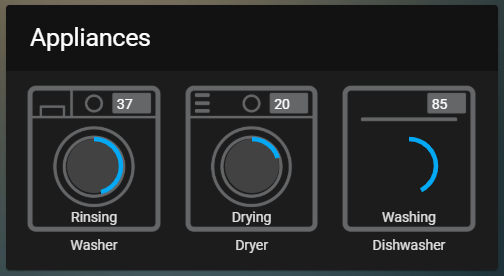 Appliances
37
20
85
Rinsing
Drying
Washing
Washer
Dryer
Dishwasher